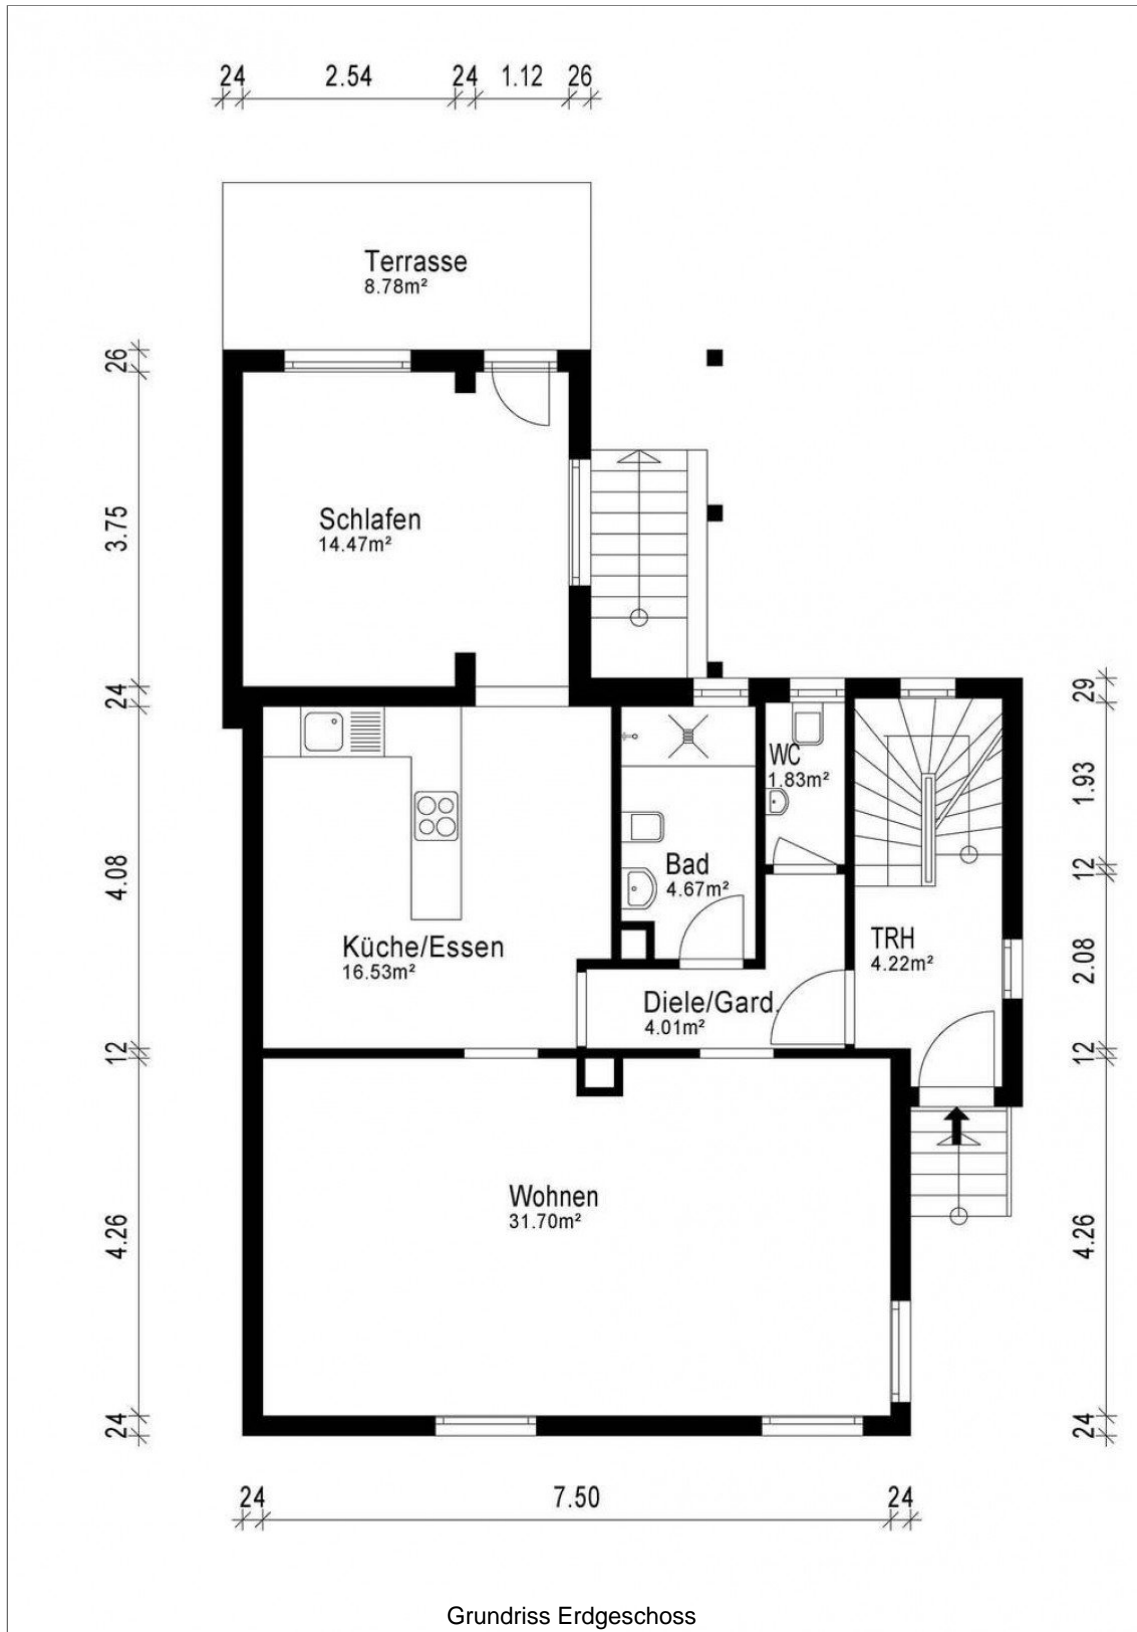 24 2.54 24 1.12 26
Terrasse
8.78m²
26
3.75
24
4.08
12
4.26
24
Schlafen
14.47m²
29
1.93
12
2.08
12
4.26
24
WC
1.83m²
Bad
4.67m²
Küche/Essen
16.53m²
TRH
4.22m²
Diele/Gard.
4.01m²
Wohnen
31.70m²
24 7.50 24
Grundriss Erdgeschoss